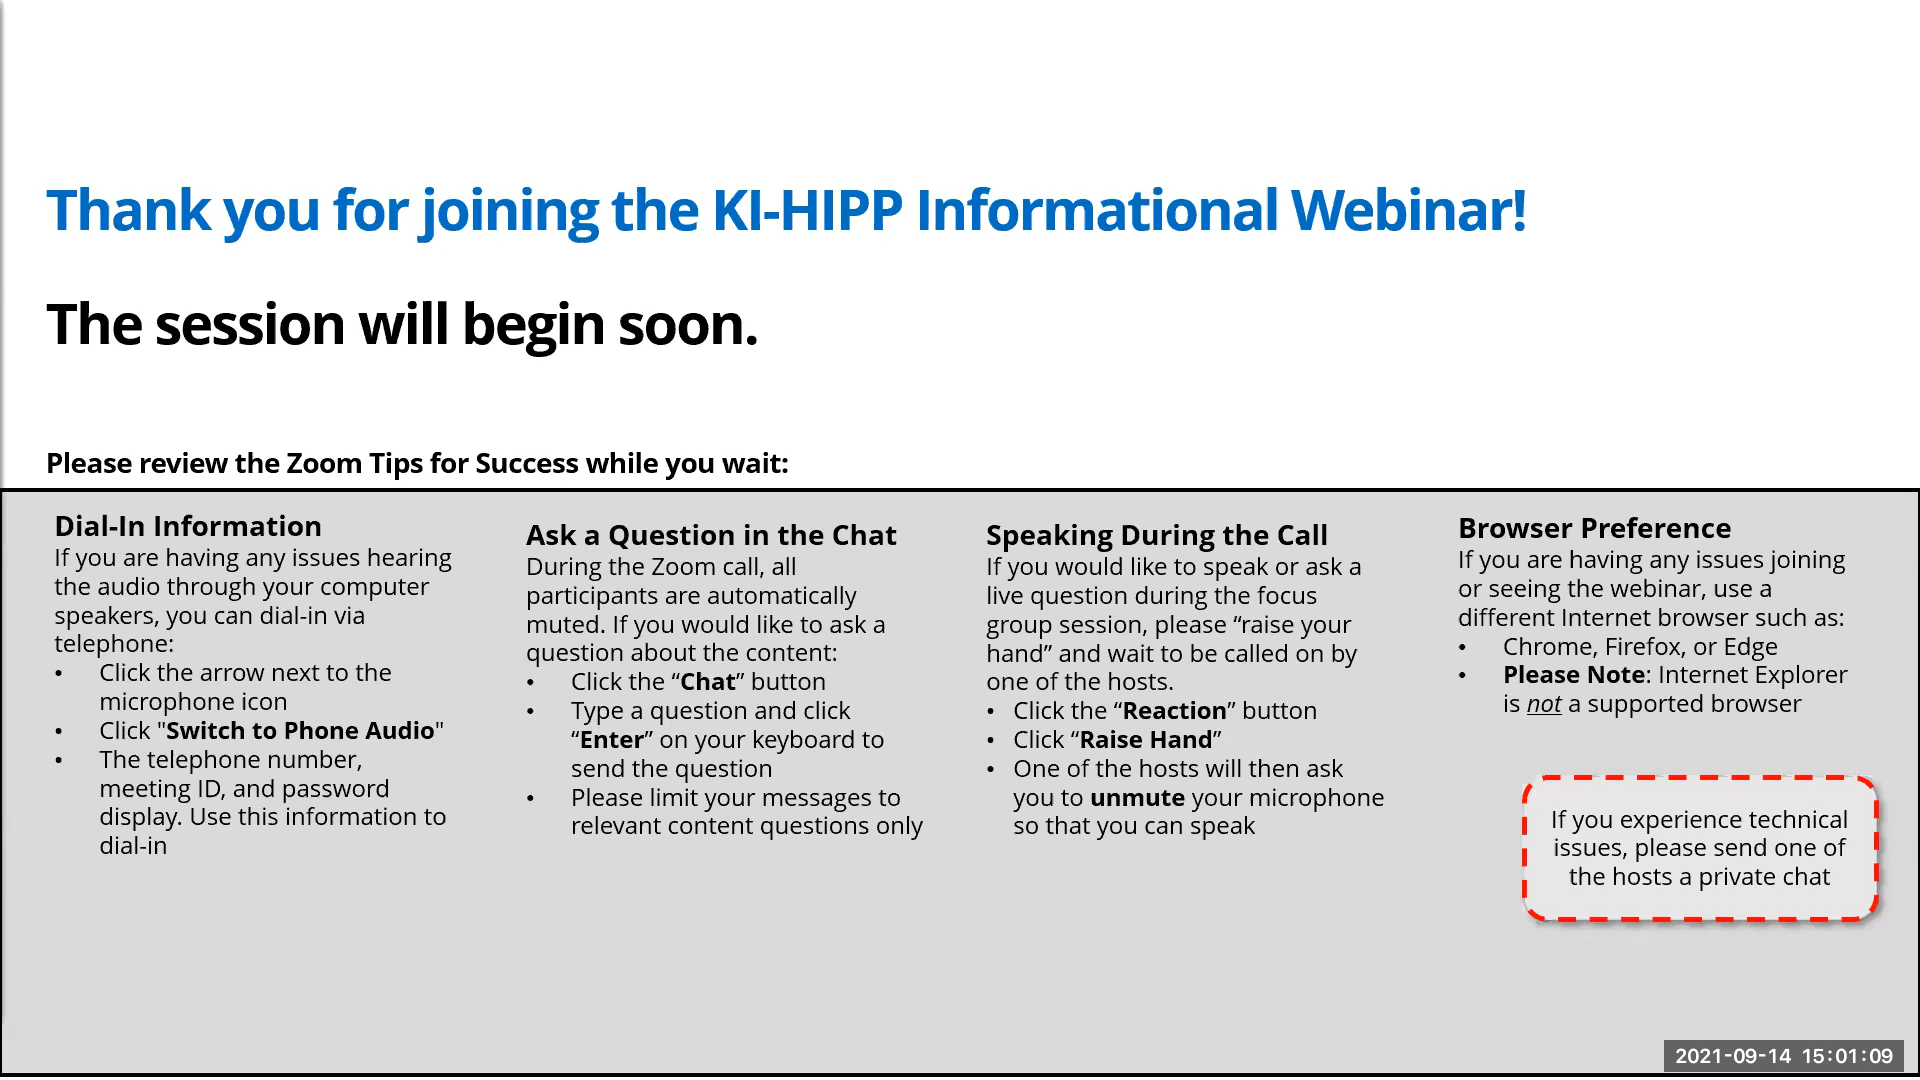 Thank you for joining the KI-HIPP Informational Webinar!
The session will begin soon.
Please review the Zoom Tips for Success while you wait:
Dial-In Information
If you are having any issues hearing
the audio through your computer
speakers, you can dial-in via
telephone:
• Click the arrow next to the
microphone icon
• Click "Switch to Phone Audio"
• The telephone number,
meeting ID, and password
display. Use this information to
dial-in
Ask a Question in the Chat
During the Zoom call, all
participants are automatically
muted. If you would like to ask a
question about the content:
• Click the “Chat” button
• Type a question and click
“Enter” on your keyboard to
send the question
• Please limit your messages to
relevant content questions only
Speaking During the Call
If you would like to speak or ask a
live question during the focus
group session, please “raise your
hand” and wait to be called on by
one of the hosts.
• Click the “Reaction” button
• Click “Raise Hand”
• One of the hosts will then ask
you to unmute your microphone
so that you can speak
Browser Preference
If you are having any issues joining
or seeing the webinar, use a
different Internet browser such as:
• Chrome, Firefox, or Edge
• Please Note: Internet Explorer
is not a supported browser
If you experience technical
issues, please send one of
the hosts a private chat
2021-09-14 15:01:09